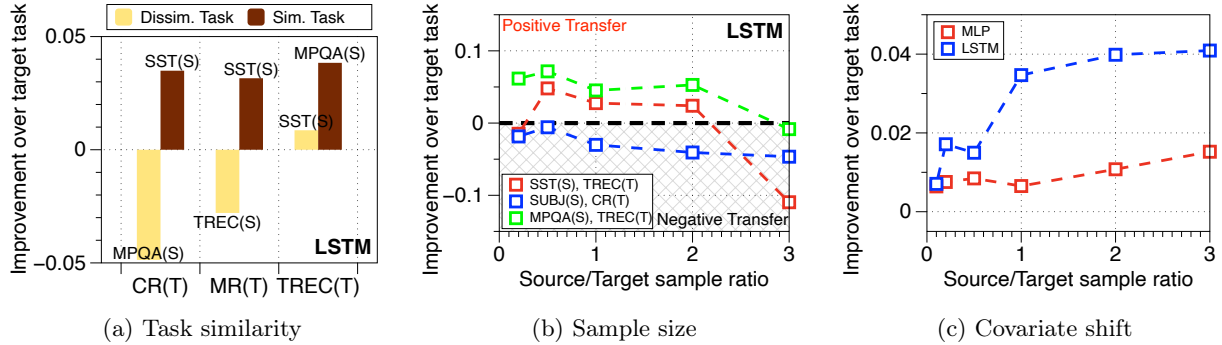 Dissim. Task Sim. Task
Improvement over target task
0.05
0
−0.05
SST(S)
SST(S)
MPQA(S)
SST(S)
TREC(S)
MPQA(S)
LSTM
CR(T) MR(T) TREC(T)
(a) Task similarity
Improvement over target task
Positive Transfer
LSTM
0.1
0
−0.1
SST(S), TREC(T)
SUBJ(S), CR(T)
MPQA(S), TREC(T)
Negative Transfer
0 1 2 3
Source/Target sample ratio
(b) Sample size
Improvement over target task
MLP
LSTM
0.04
0.02
0
0 1 2 3
Source/Target sample ratio
(c) Covariate shift